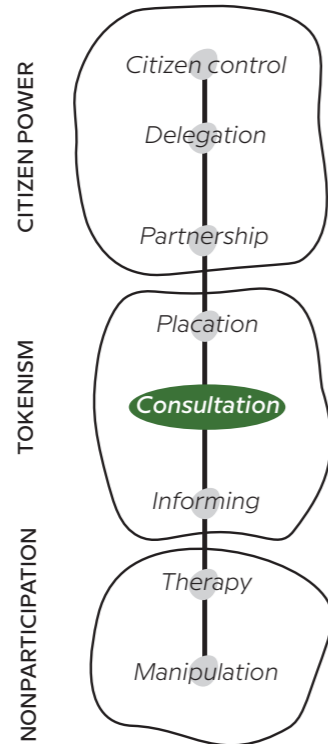 CITIZEN POWER
Citizen control
Delegation
Partnership
TOKENISM
Placation
Consultation
Informing
NONPARTICIPATION
Therapy
Manipulation